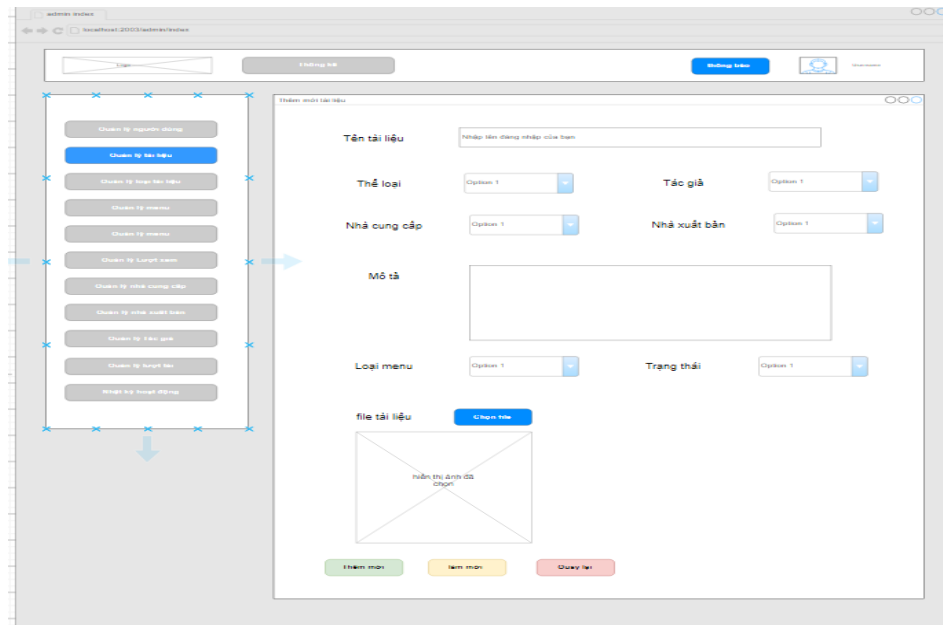 admin index
localhost:2003/admin/index
Logo
Thống kê
thông báo
Username
Quản lý người dùng
Quản lý tài liệu
Quản lý loại tài liệu
Quản lý menu
Quản lý menu
Quản lý Lượt xem
Quản lý nhà cung cấp
Quản lý nhà xuất bản
Quản lý Tác giả
Quản lý lượt tải
Nhật ký hoạt động
Thêm mới tài liệu
Tên tài liệu
Nhập tên đăng nhập của bạn
Thể loại
Option 1
Tác giả
Option 1
Nhà cung cấp
Option 1
Nhà xuất bản
Option 1
Mô tả
Loại menu
Option 1
Trạng thái
Option 1
file tài liệu
Chọn file
hiển thị ảnh đã
chọn
Thêm mới
làm mới
Quay lại